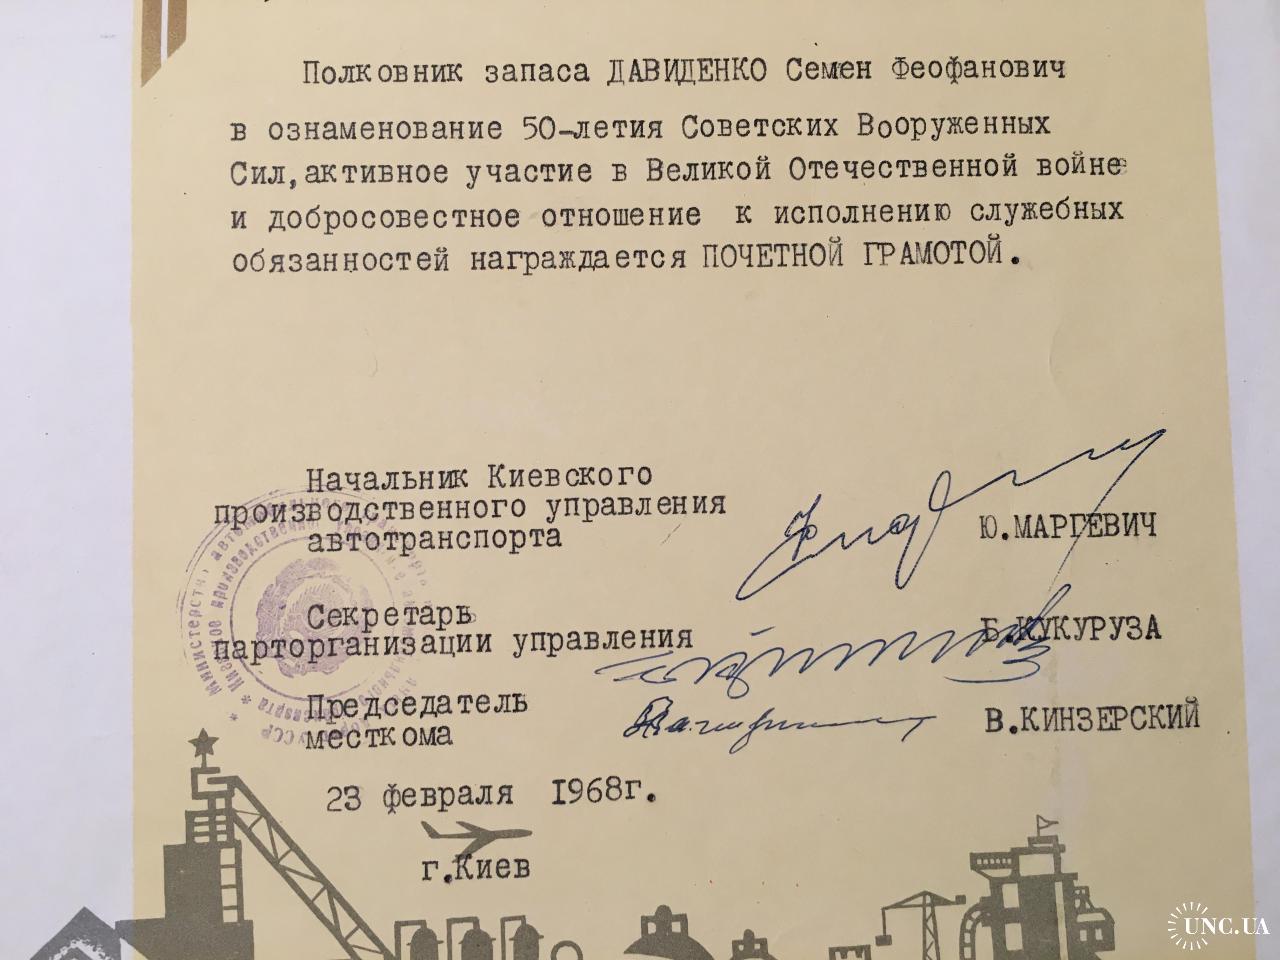 Полковник запаса ДАВИДЕНКО Семен Феофанович
в ознаменование 50-летия Советских Вооруженных
Сил, активное участие в Великой Отечественной войне
и добросовестное отношение к исполнению служебных
обязанностей награждается ПОЧЕТНОЙ ГРАМОТОЙ.
Начальник Киевского
производственного управления
автотранспорта
Ю.МАРГЕВИЧ
Секретарь
парторганизации управления
Б.КУКУРУЗА
Председатель
месткома
В.КИНЗЕРСКИЙ
23 февраля 1968г.
г.Киев
UNC.UA